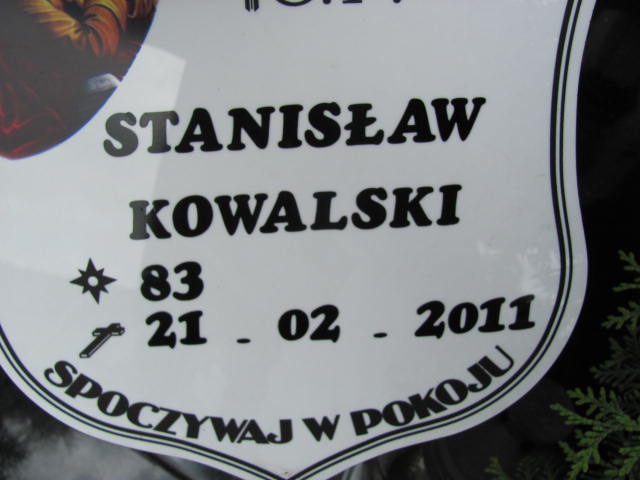 STANISŁAW
KOWALSKI
83
21 - 02 - 2011
SPOCZYWAJ W POKOJU